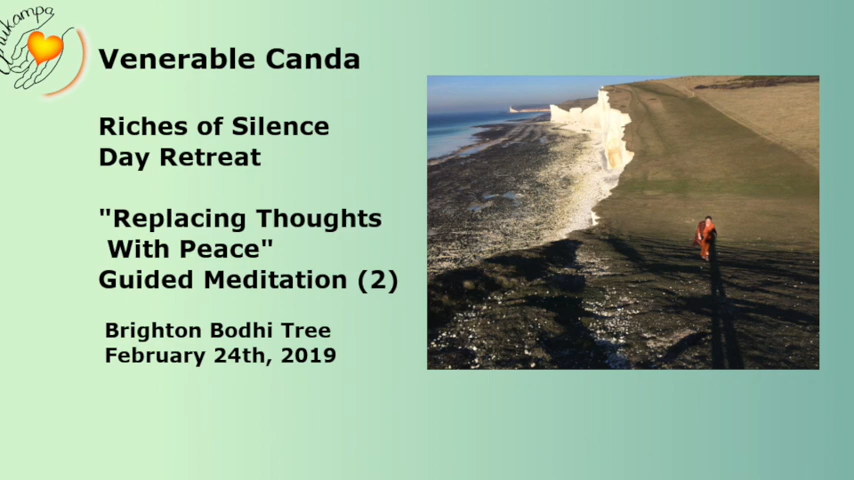 Anukampa
Venerable Canda
Riches of Silence
Day Retreat
"Replacing Thoughts
With Peace"
Guided Meditation (2)
Brighton Bodhi Tree
February 24th, 2019